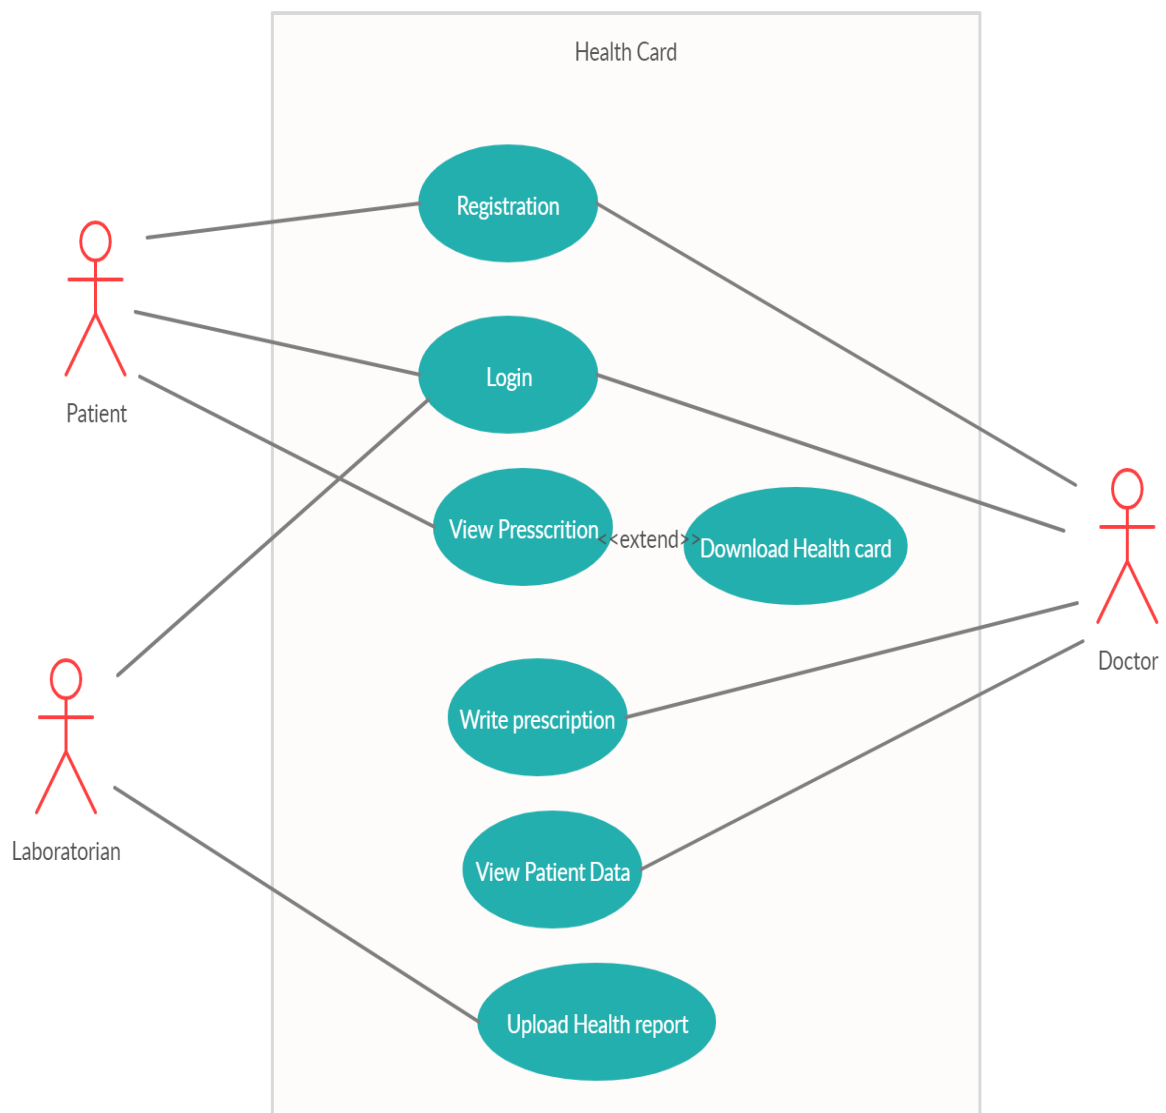 Health Card
Registration
Patient
Login
View Presscrition
<<extend>>
Download Health card
Doctor
Write prescription
Laboratorian
View Patient Data
Upload Health report